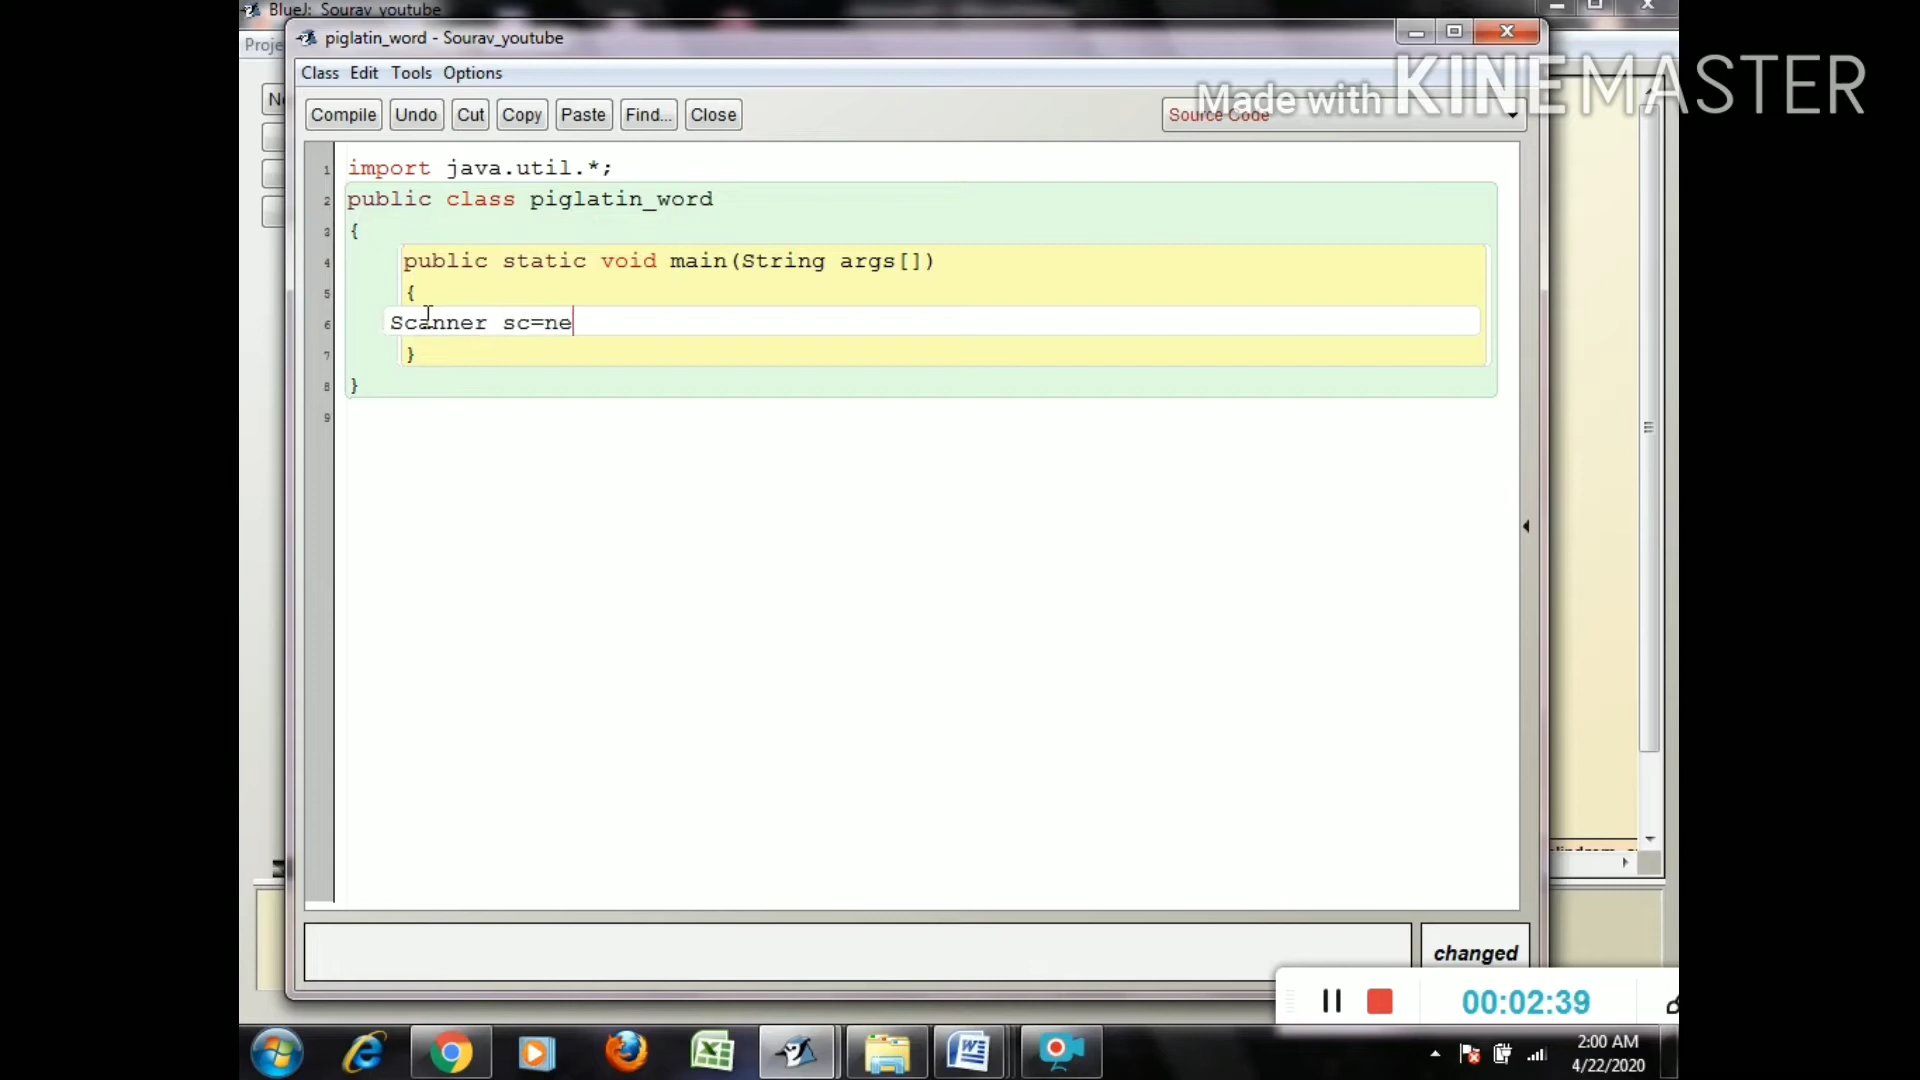 BlueJ: Sourav_youtube
piglatin_word - Sourav_youtube
Class Edit Tools Options
Compile Undo Cut Copy Paste Find... Close
Source Code
Made with KINEMASTER
1 import java.util.*;
2 public class piglatin_word
3 {
4 public static void main(String args[])
5 {
6 Scanner sc=ne
7 }
8 }
9
changed
00:02:39
2:00 AM
4/22/2020